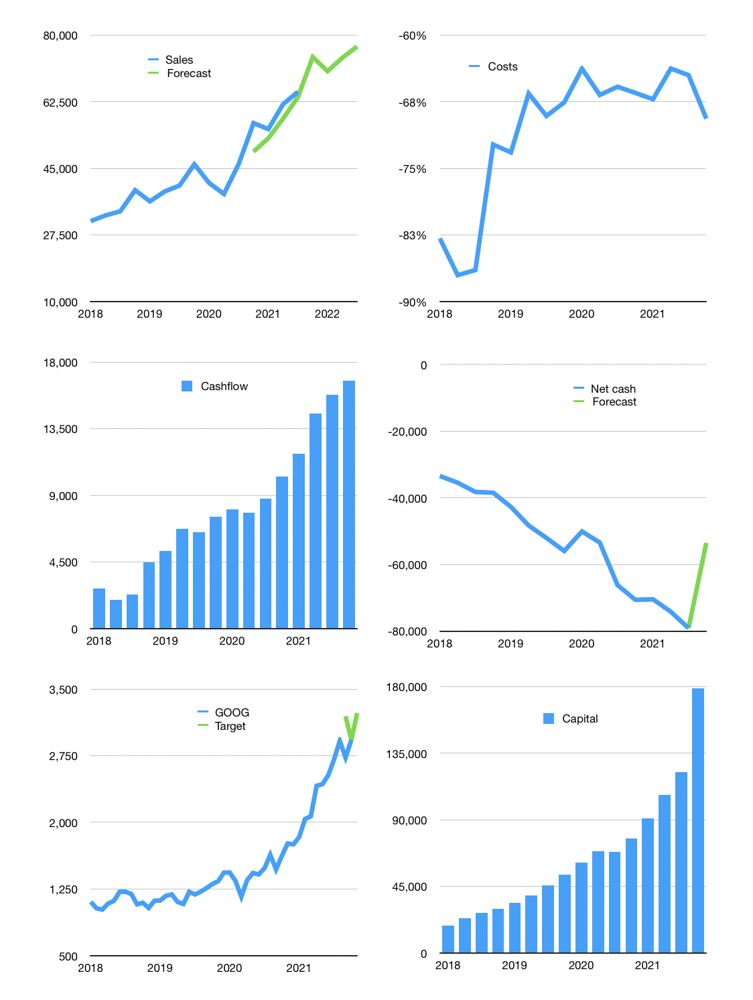 80,000
62,500
45,000
27,500
10,000
Sales
Forecast
2018 2019 2020 2021 2022
-60%
-68%
-75%
-83%
-90%
Costs
2018 2019 2020 2021
18,000
13,500
9,000
4,500
0
Cashflow
2018 2019 2020 2021
0
-20,000
-40,000
-60,000
-80,000
Net cash
Forecast
2018 2019 2020 2021
3,500
2,750
2,000
1,250
500
GOOG
Target
2018 2019 2020 2021
180,000
135,000
90,000
45,000
0
Capital
2018 2019 2020 2021